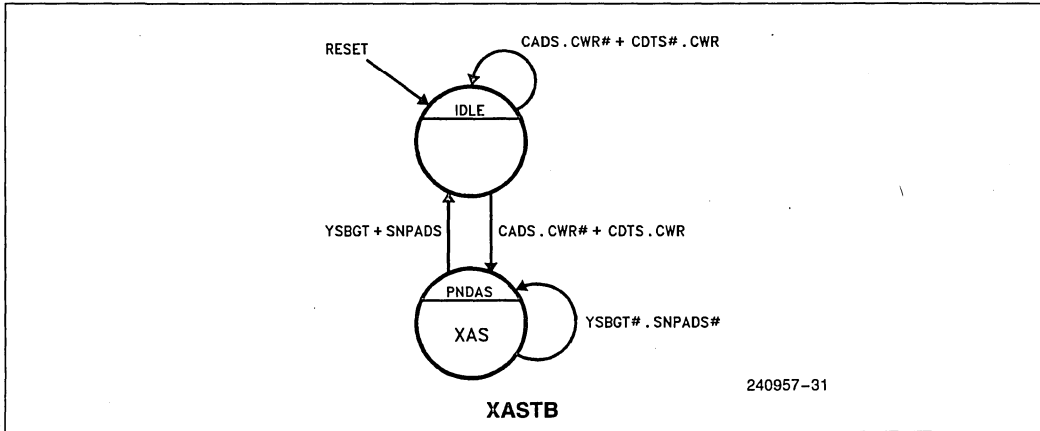 CADS.CWR# + CDTS#.CWR
RESET
IDLE
YSBGT + SNPADS
CADS.CWR# + CDTS.CWR
PNDAS
XAS
YSBGT#.SNPADS#
240957-31
XASTB